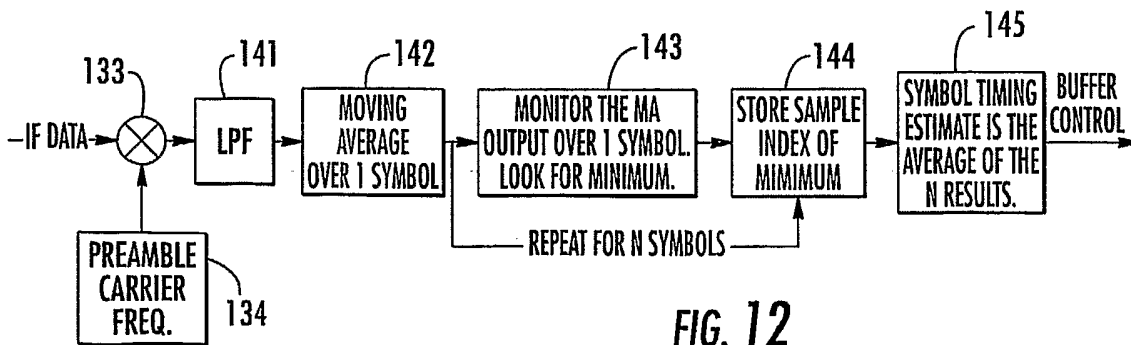 133
141
142
143
144
145
–IF DATA
LPF
MOVING
AVERAGE
OVER 1 SYMBOL
MONITOR THE MA
OUTPUT OVER 1 SYMBOL.
LOOK FOR MINIMUM.
STORE SAMPLE
INDEX OF
MIMIMUM
SYMBOL TIMING
ESTIMATE IS THE
AVERAGE OF THE
N RESULTS.
BUFFER
CONTROL
REPEAT FOR N SYMBOLS
PREAMBLE
CARRIER
FREQ.
134
FIG. 12